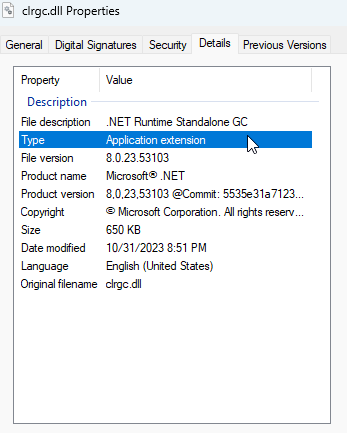 clrgc.dll Properties
General Digital Signatures Security Details Previous Versions
Property Value
Description
File description .NET Runtime Standalone GC
Type Application extension
File version 8.0.23.53103
Product name Microsoft® .NET
Product version 8,0,23,53103 @Commit: 5535e31a7123...
Copyright © Microsoft Corporation. All rights reserv...
Size 650 KB
Date modified 10/31/2023 8:51 PM
Language English (United States)
Original filename clrgc.dll